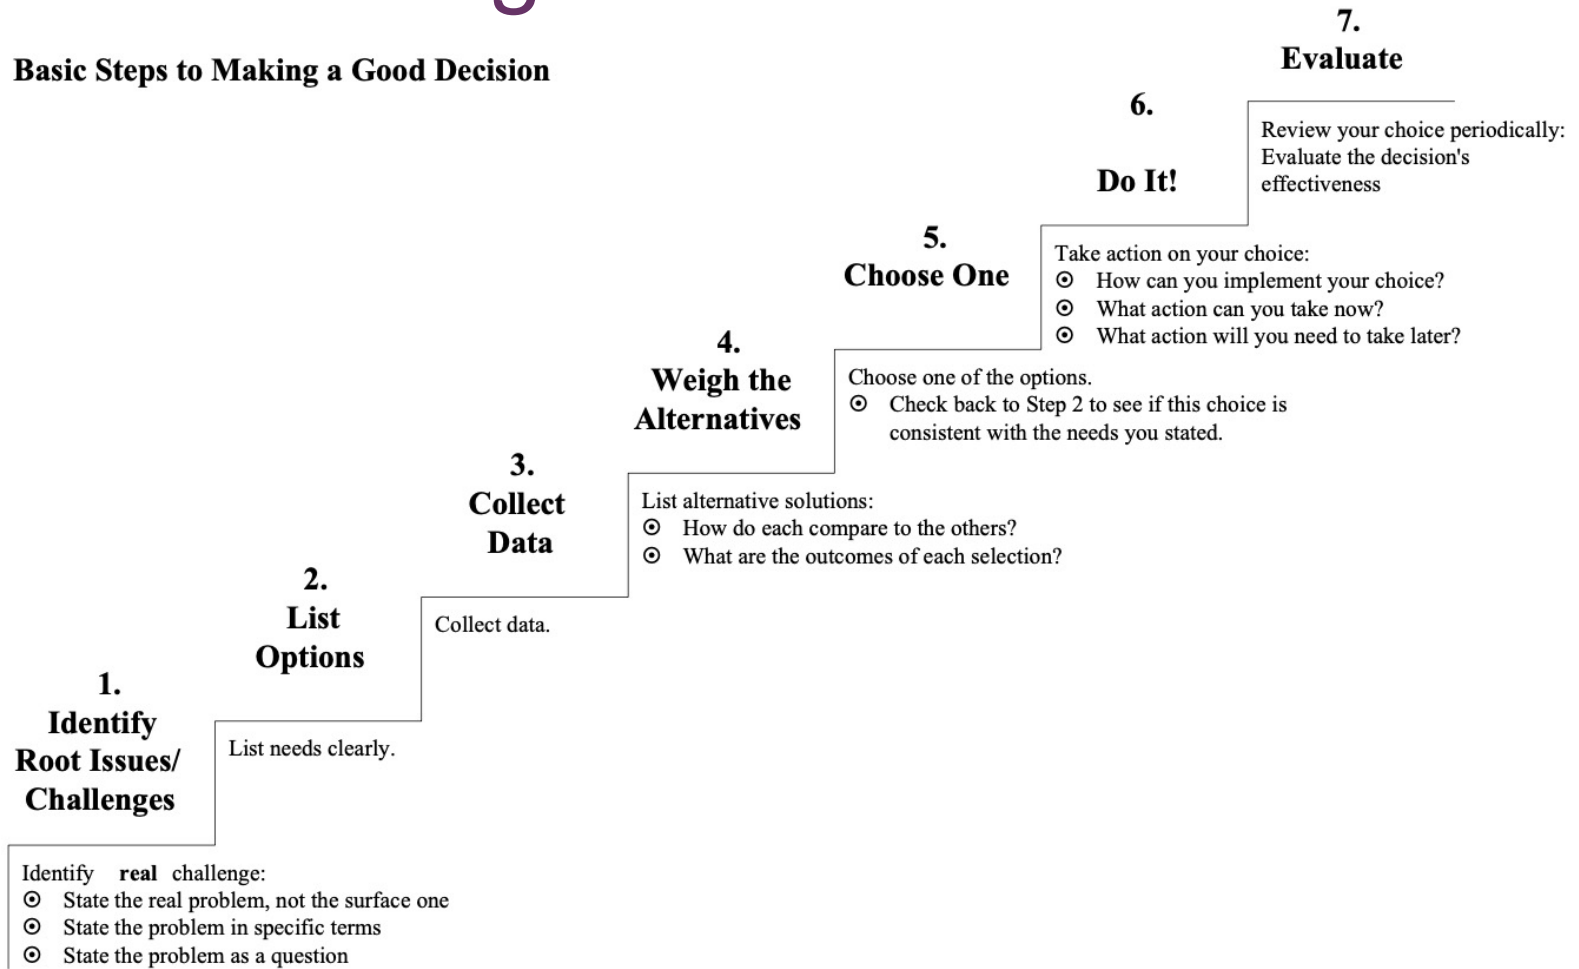 Basic Steps to Making a Good Decision
1.
Identify
Root Issues/
Challenges
Identify real challenge:
State the real problem, not the surface one
State the problem in specific terms
State the problem as a question
2.
List
Options
List needs clearly.
3.
Collect
Data
Collect data.
4.
Weigh the
Alternatives
List alternative solutions:
How do each compare to the others?
What are the outcomes of each selection?
5.
Choose One
Choose one of the options.
Check back to Step 2 to see if this choice is
consistent with the needs you stated.
6.
Do It!
Take action on your choice:
How can you implement your choice?
What action can you take now?
What action will you need to take later?
7.
Evaluate
Review your choice periodically:
Evaluate the decision's
effectiveness